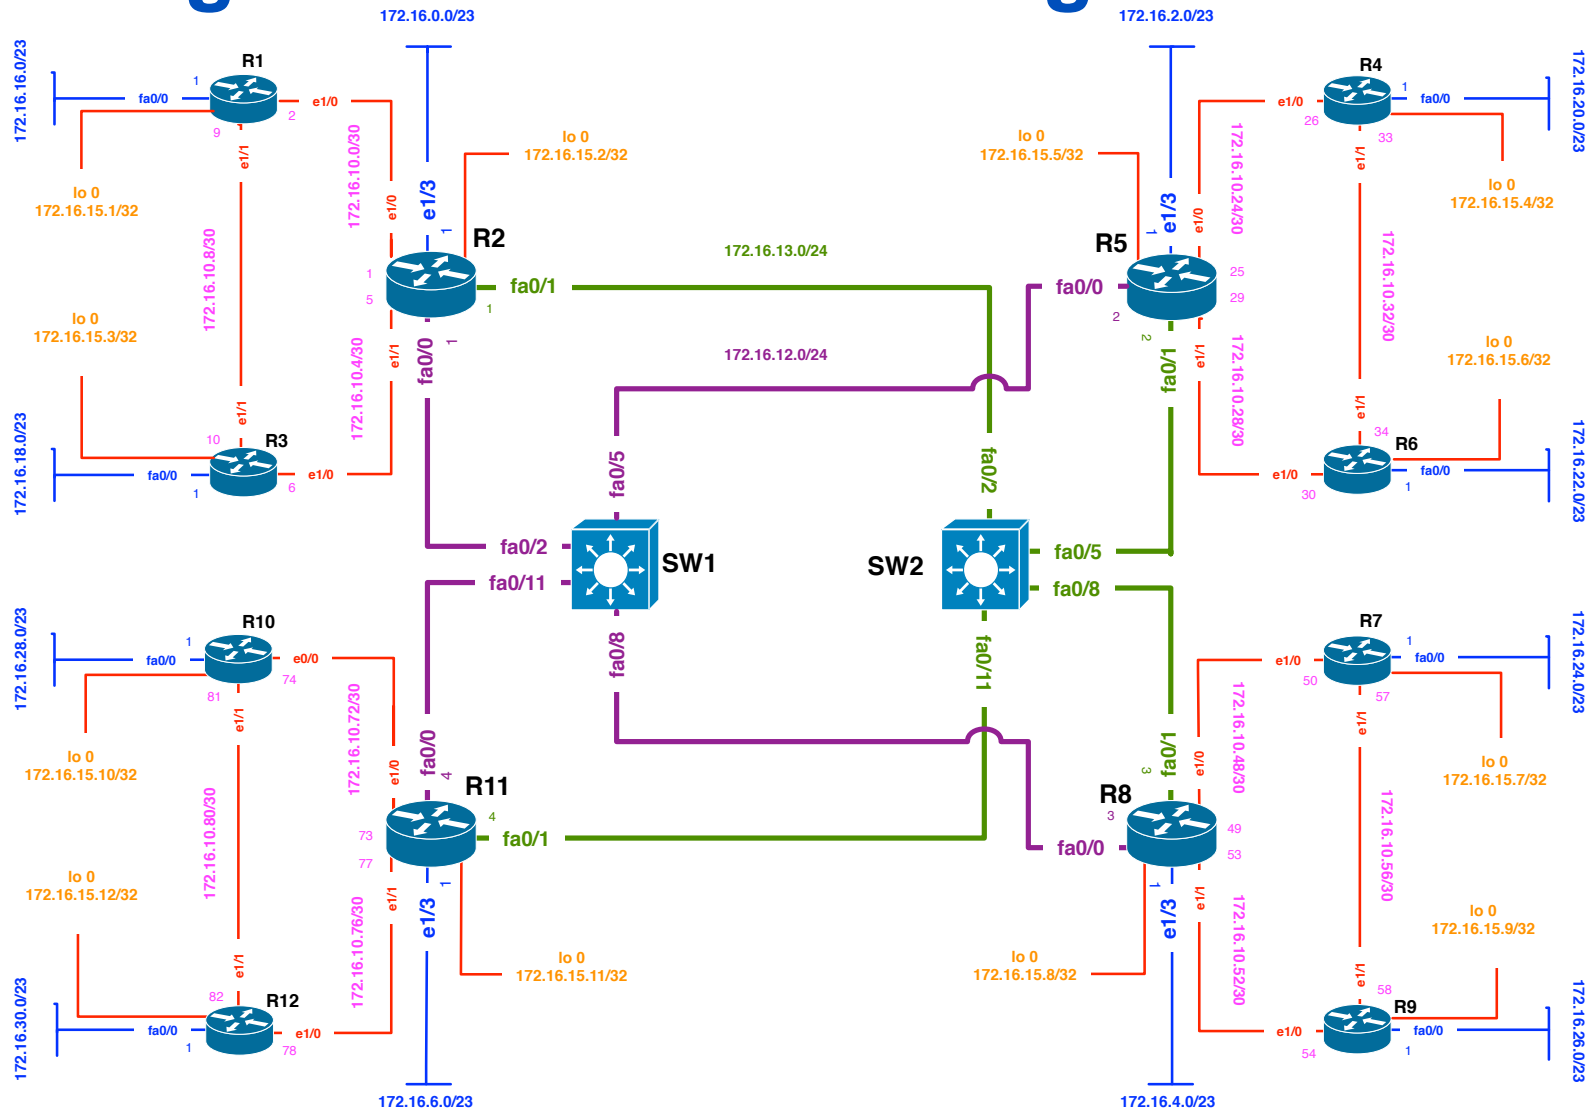 g
g
172.16.0.0/23
172.16.2.0/23
172.16.16.0/23
R1
1
fa0/0
9
2
e1/0
e1/1
lo 0
172.16.15.1/32
172.16.10.0/30
172.16.10.8/30
e1/0
e1/3
1
lo 0
172.16.15.2/32
R2
1
5
fa0/1
1
172.16.13.0/24
fa0/0
1
e1/1
172.16.10.4/30
lo 0
172.16.15.3/32
172.16.18.0/23
e1/1
10
R3
fa0/0
1
6
e1/0
172.16.12.0/24
lo 0
172.16.15.5/32
e1/3
1
R5
fa0/0
2
2
fa0/1
25
29
e1/0
e1/1
172.16.10.24/30
172.16.10.28/30
R4
e1/0
26
1
fa0/0
33
e1/1
172.16.20.0/23
lo 0
172.16.15.4/32
172.16.10.32/30
lo 0
172.16.15.6/32
e1/1
34
R6
e1/0
30
fa0/0
1
172.16.22.0/23
fa0/5
fa0/2
fa0/2
fa0/11
SW1
fa0/8
SW2
fa0/5
fa0/8
fa0/11
172.16.28.0/23
R10
1
fa0/0
81
e0/0
74
e1/1
lo 0
172.16.15.10/32
172.16.10.72/30
172.16.10.80/30
e1/0
fa0/0
4
R11
73
77
4
fa0/1
e1/1
1
e1/3
172.16.10.76/30
lo 0
172.16.15.12/32
lo 0
172.16.15.11/32
172.16.30.0/23
e1/1
82
R12
fa0/0
1
e1/0
78
172.16.6.0/23
R7
e1/0
50
1
fa0/0
57
e1/1
172.16.24.0/23
lo 0
172.16.15.7/32
172.16.10.48/30
172.16.10.56/30
3
fa0/1
e1/0
R8
3
fa0/0
49
53
1
e1/3
e1/1
172.16.10.52/30
lo 0
172.16.15.8/32
lo 0
172.16.15.9/32
e1/1
58
R9
e1/0
54
fa0/0
1
172.16.26.0/23
172.16.4.0/23